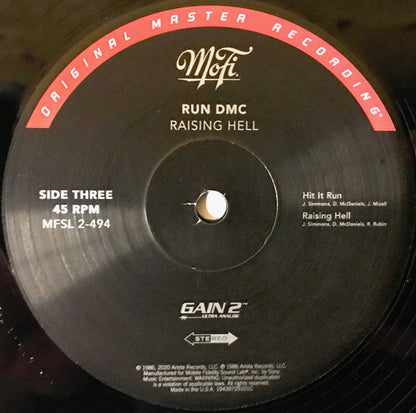 ORIGINAL MASTER RECORDING
MoFi
RUN DMC
RAISING HELL
SIDE THREE
45 RPM
MFSL 2-494
Hit It Run
J. Simmons, D. McDaniels, J. Mizell
Raising Hell
J. Simmons, D. McDaniels, R. Rubin
GAIN 2™
ULTRA ANALOG
STEREO
℗ 1986, 2020 Arista Records, LLC. © 1986 Arista Records, LLC.
Manufactured for Mobile Fidelity Sound Lab®, Inc. by Sony
Music Entertainment. WARNING: Unauthorized duplication
is a violation of applicable laws. All rights reserved.
Made in the U.S.A.